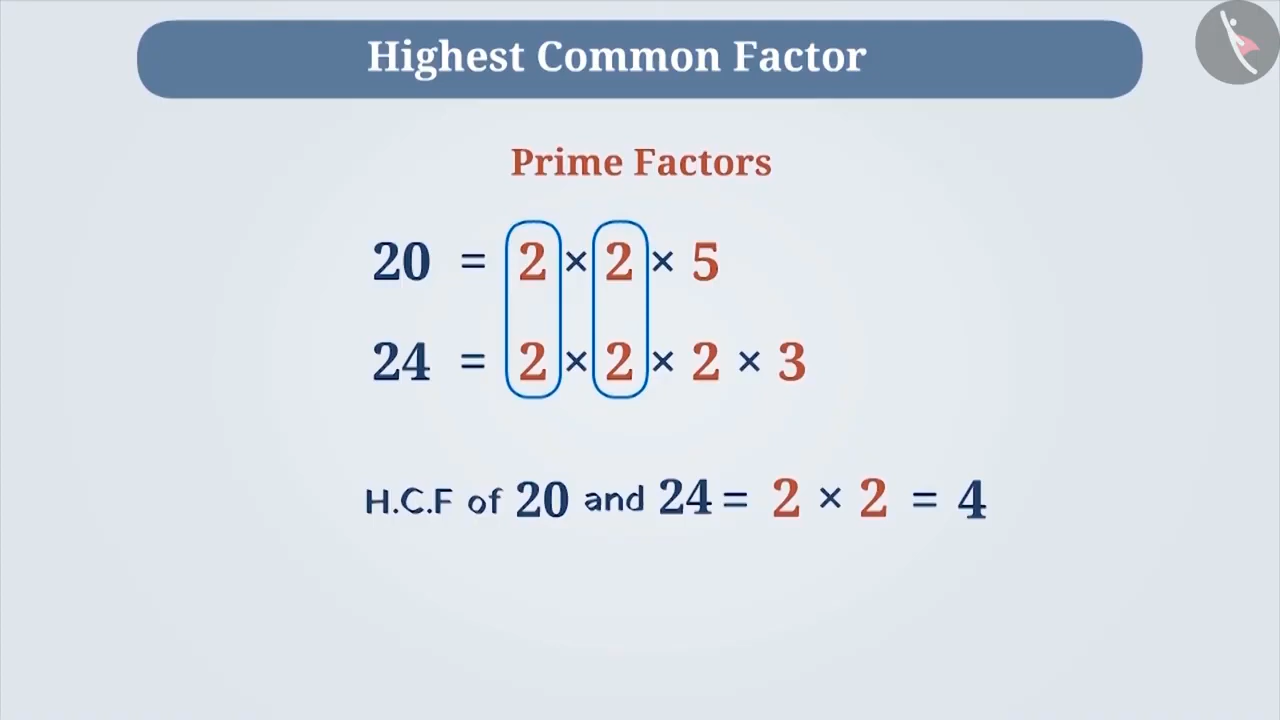 Highest Common Factor
Prime Factors
20 = 2 × 2 × 5
24 = 2 × 2 × 2 × 3
H.C.F of 20 and 24 = 2 × 2 = 4